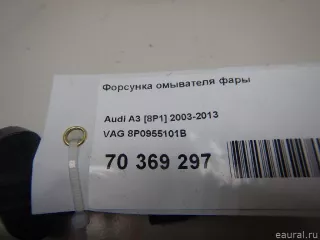 Форсунка омывателя фары
Audi A3 [8P1] 2003-2013
VAG 8P0955101B
70 369 297
eaural.ru